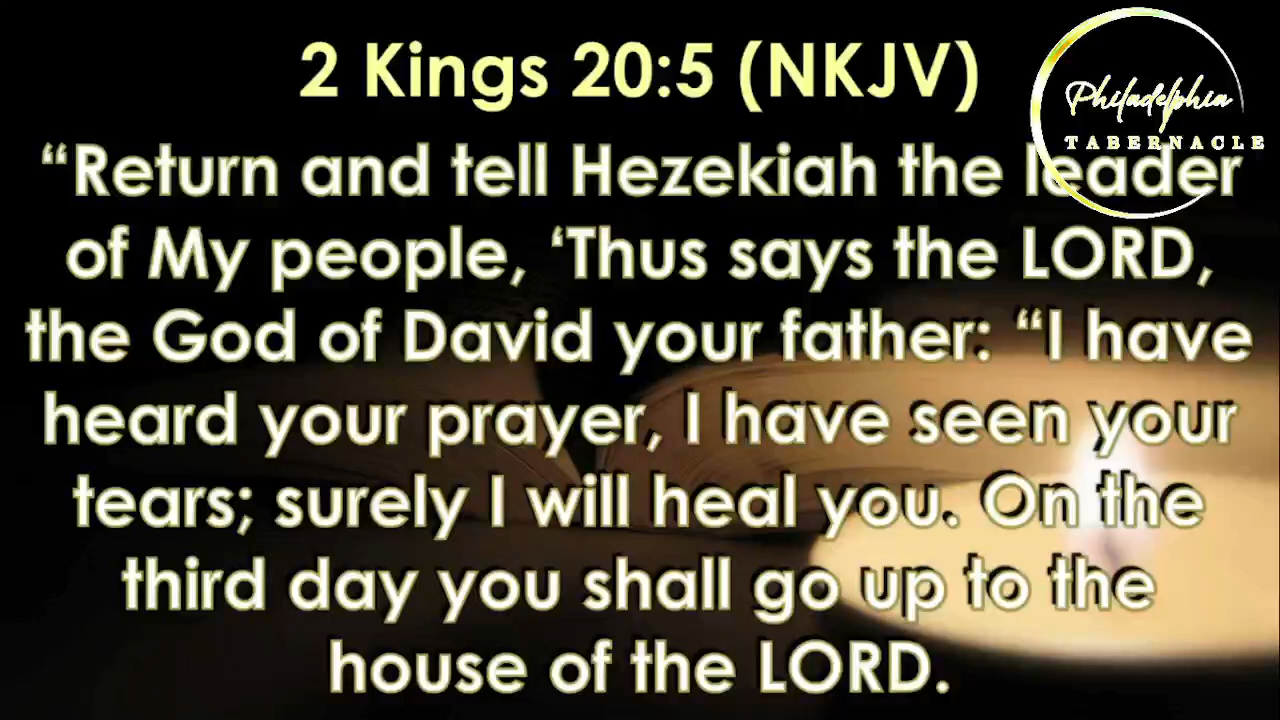 2 Kings 20:5 (NKJV)
Philadelphia
TABERNACLE
“Return and tell Hezekiah the leader
of My people, ‘Thus says the LORD,
the God of David your father: “I have
heard your prayer, I have seen your
tears; surely I will heal you. On the
third day you shall go up to the
house of the LORD.